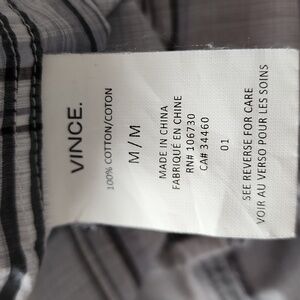 VINCE.
100% COTTON/COTON
M / M
MADE IN CHINA
FABRIQUÉ EN CHINE
RN# 106730
CA# 34460
01
SEE REVERSE FOR CARE
VOIR AU VERSO POUR LES SOINS